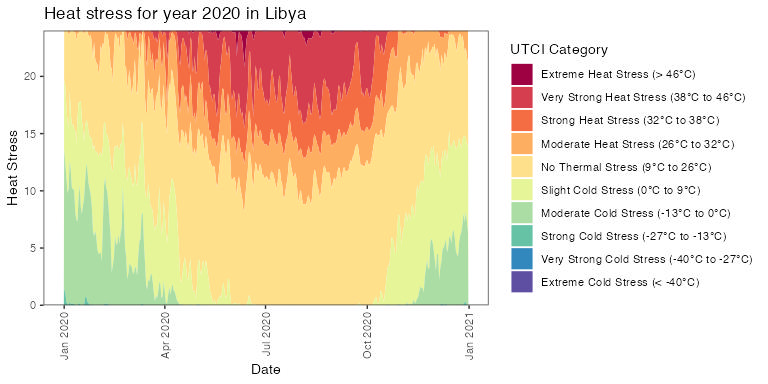 Heat stress for year 2020 in Libya
Heat Stress
20
15
10
5
0
Jan 2020
Apr 2020
Jul 2020
Oct 2020
Jan 2021
Date
UTCI Category
Extreme Heat Stress (> 46°C)
Very Strong Heat Stress (38°C to 46°C)
Strong Heat Stress (32°C to 38°C)
Moderate Heat Stress (26°C to 32°C)
No Thermal Stress (9°C to 26°C)
Slight Cold Stress (0°C to 9°C)
Moderate Cold Stress (-13°C to 0°C)
Strong Cold Stress (-27°C to -13°C)
Very Strong Cold Stress (-40°C to -27°C)
Extreme Cold Stress (< -40°C)